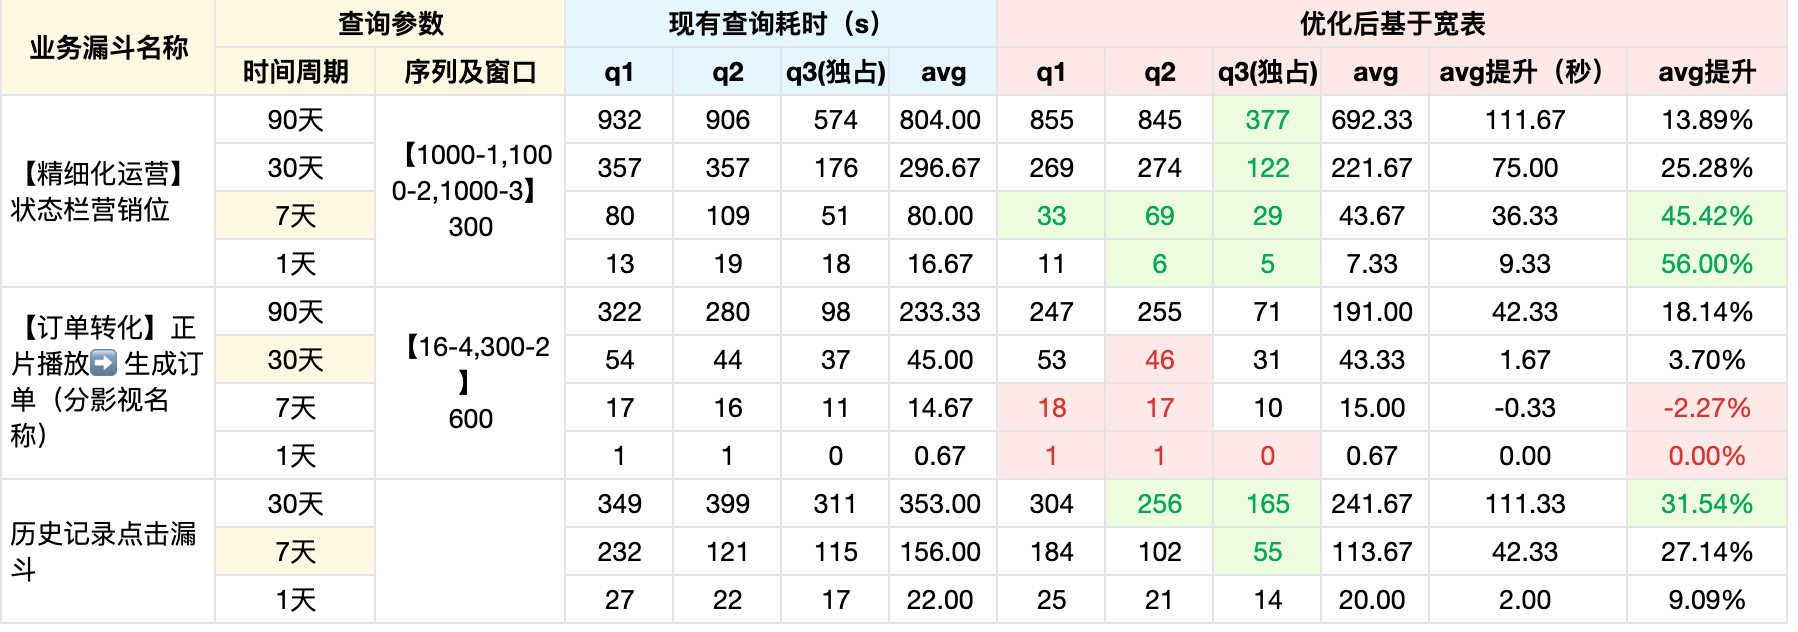 业务漏斗名称 查询参数 现有查询耗时（s） 优化后基于宽表
时间周期 序列及窗口 q1 q2 q3(独占) avg q1 q2 q3(独占) avg avg提升（秒） avg提升
【精细化运营】
状态栏营销位
【1000-1,100
0-2,1000-3】
300
90天 932 906 574 804.00 855 845 377 692.33 111.67 13.89%
30天 357 357 176 296.67 269 274 122 221.67 75.00 25.28%
7天 80 109 51 80.00 33 69 29 43.67 36.33 45.42%
1天 13 19 18 16.67 11 6 5 7.33 9.33 56.00%
【订单转化】正
片播放➡️ 生成订
单（分影视名
称）
【16-4,300-2
】
600
90天 322 280 98 233.33 247 255 71 191.00 42.33 18.14%
30天 54 44 37 45.00 53 46 31 43.33 1.67 3.70%
7天 17 16 11 14.67 18 17 10 15.00 -0.33 -2.27%
1天 1 1 0 0.67 1 1 0 0.67 0.00 0.00%
历史记录点击漏
斗
30天 349 399 311 353.00 304 256 165 241.67 111.33 31.54%
7天 232 121 115 156.00 184 102 55 113.67 42.33 27.14%
1天 27 22 17 22.00 25 21 14 20.00 2.00 9.09%